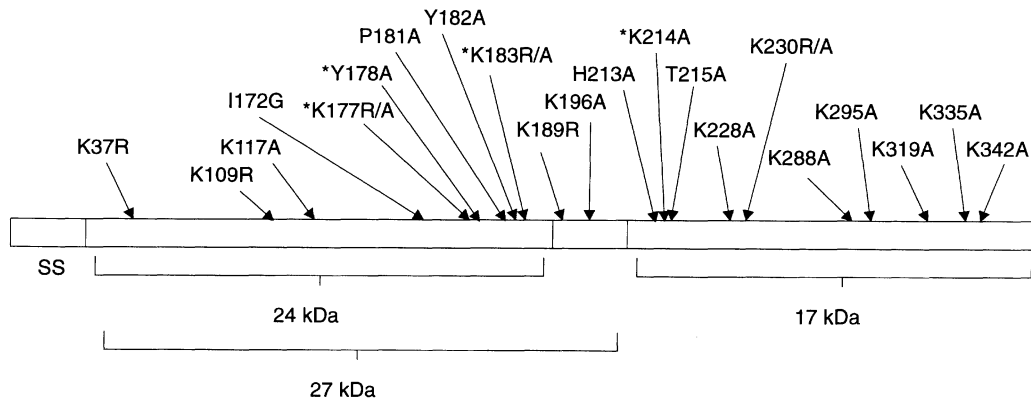 Y182A
P181A
*K214A
K230R/A
*K183R/A
*Y178A
H213A
T215A
I172G
*K177R/A
K196A
K295A
K335A
K189R
K228A
K37R
K117A
K288A
K319A
K342A
K109R
SS
24 kDa
17 kDa
27 kDa